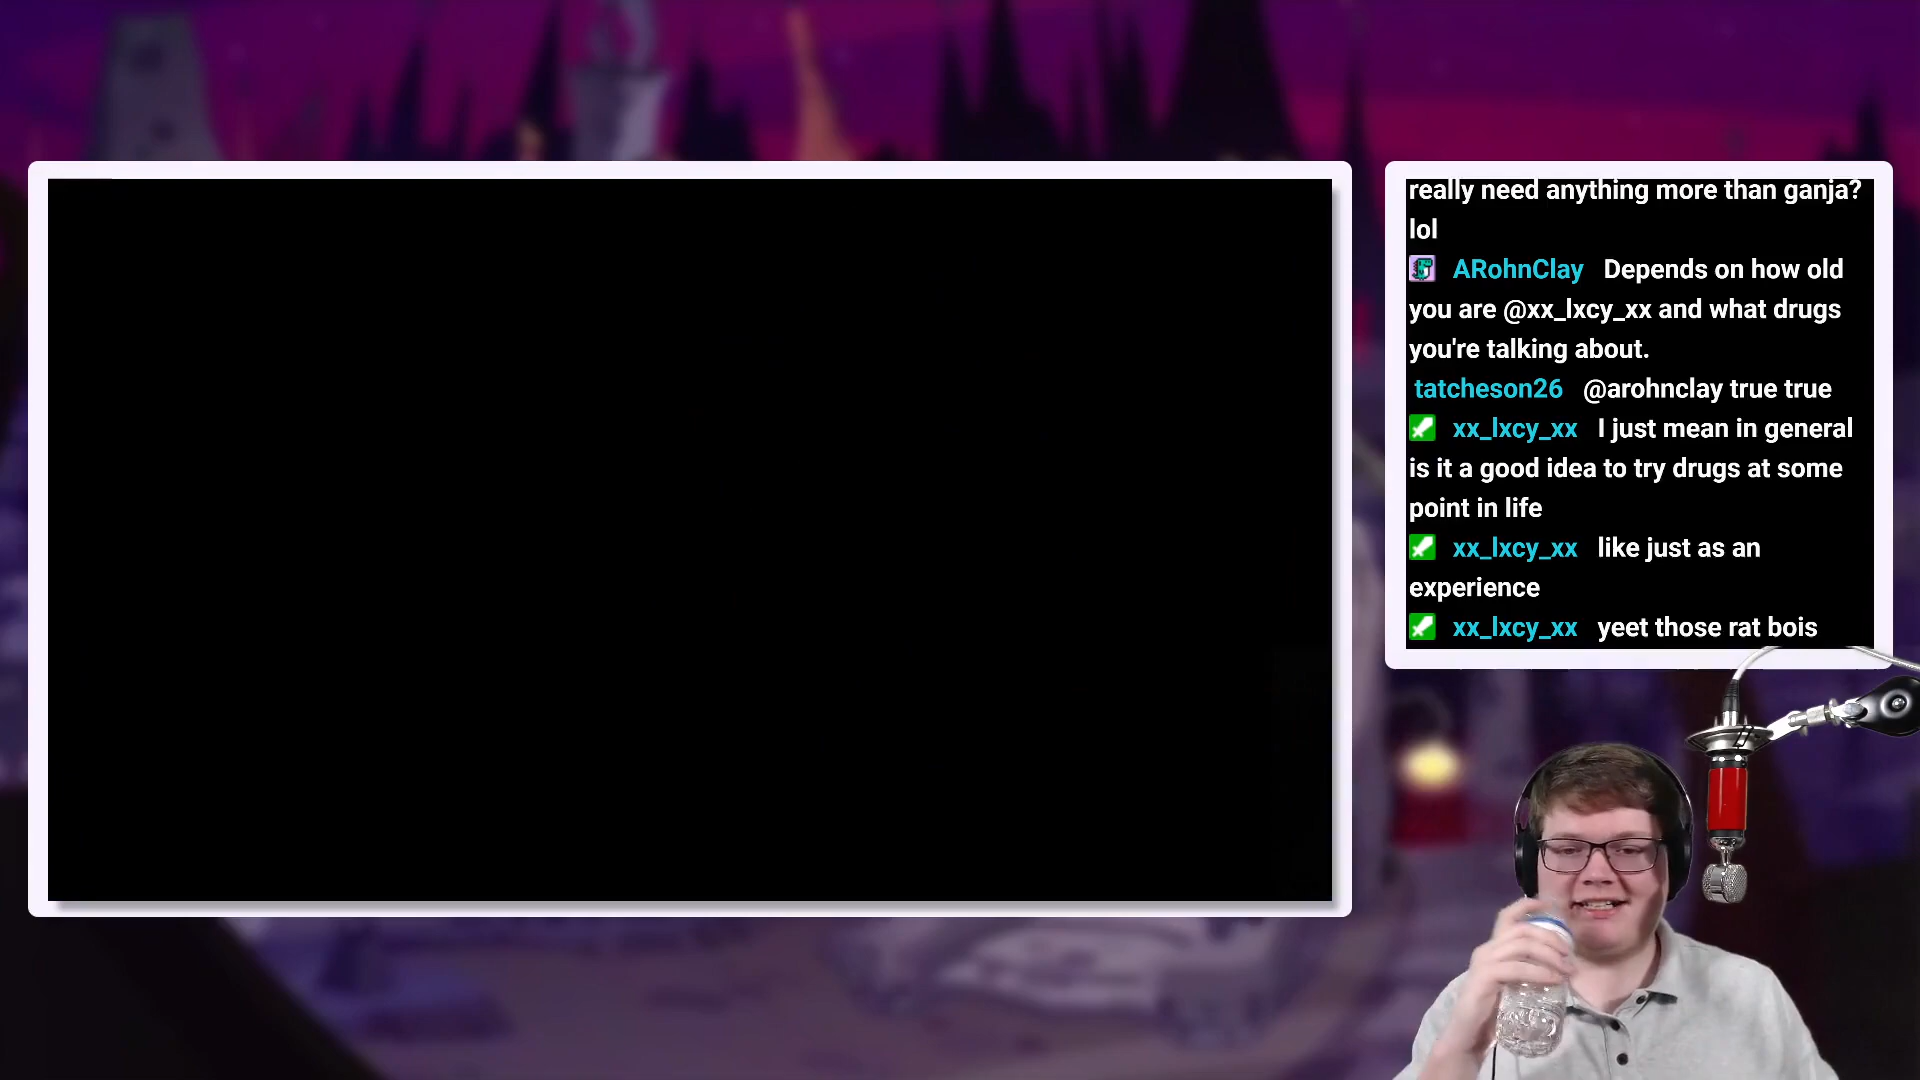 really need anything more than ganja?
lol
ARohnClay Depends on how old
you are @xx_lxcy_xx and what drugs
you're talking about.
tatcheson26 @arohnclay true true
xx_lxcy_xx I just mean in general
is it a good idea to try drugs at some
point in life
xx_lxcy_xx like just as an
experience
xx_lxcy_xx yeet those rat bois